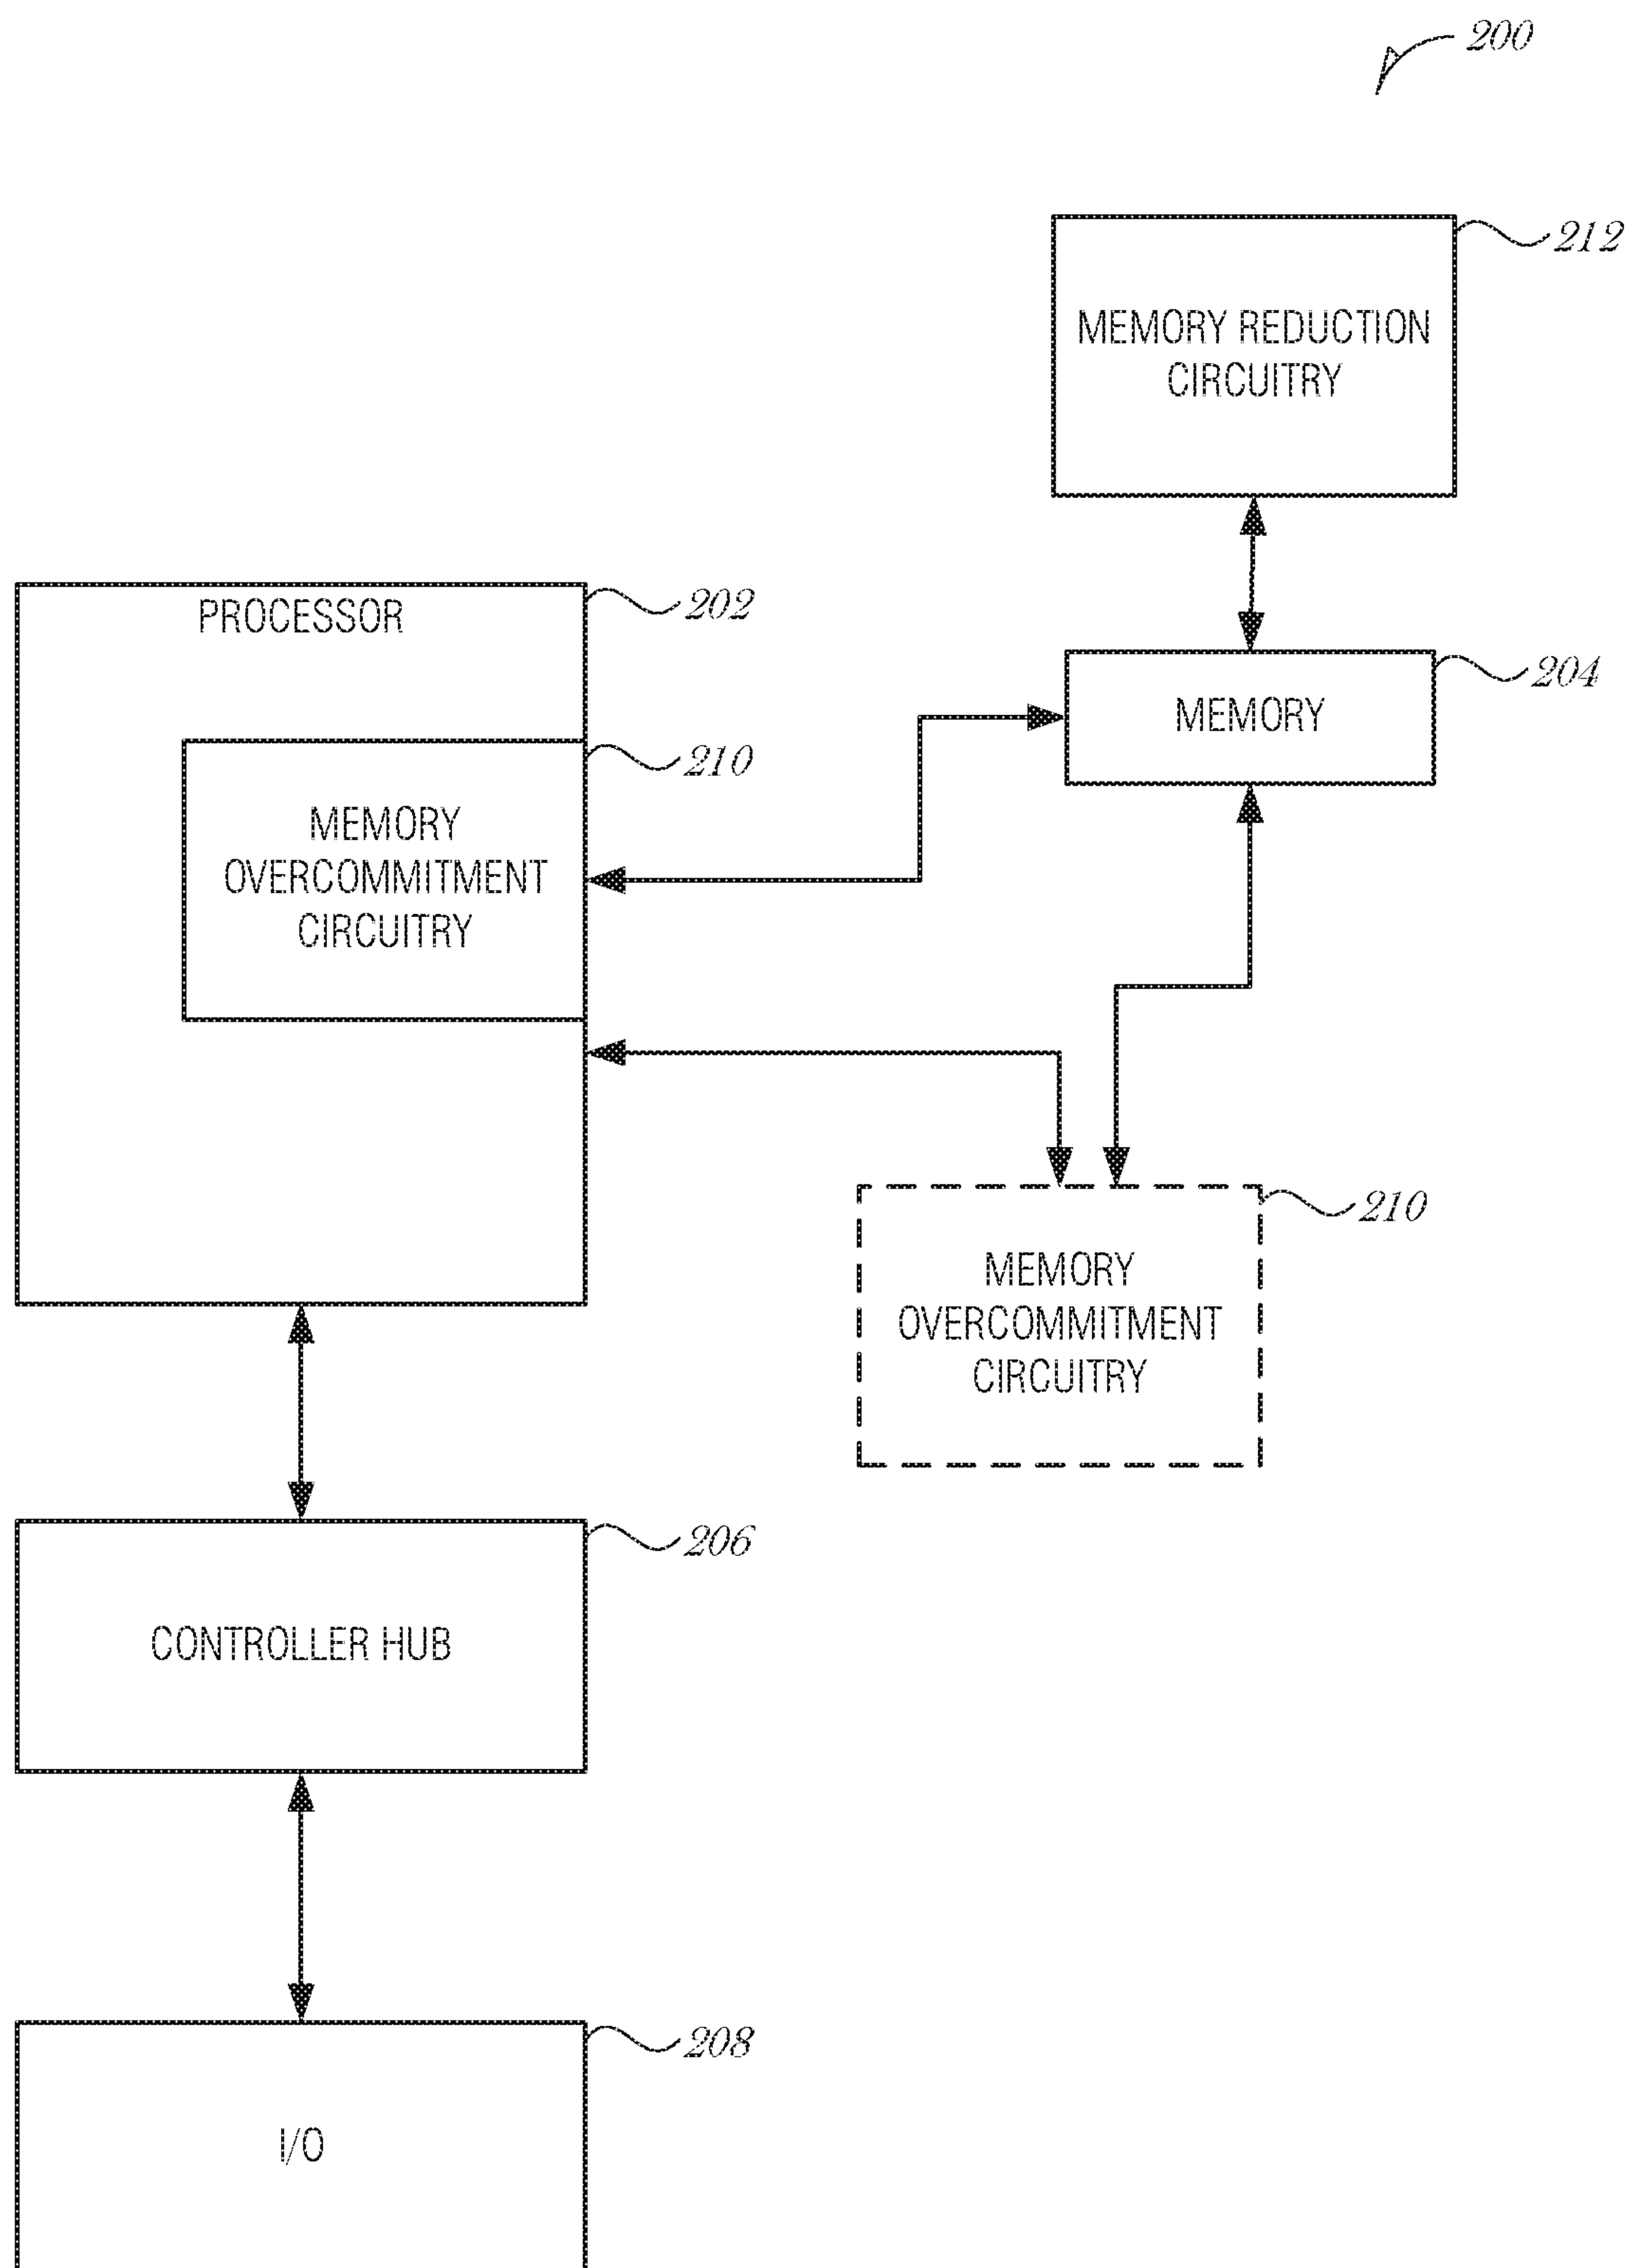 200
212
MEMORY REDUCTION
CIRCUITRY
PROCESSOR
202
204
MEMORY
210
MEMORY
OVERCOMMITMENT
CIRCUITRY
210
MEMORY
OVERCOMMITMENT
CIRCUITRY
206
CONTROLLER HUB
208
I/O